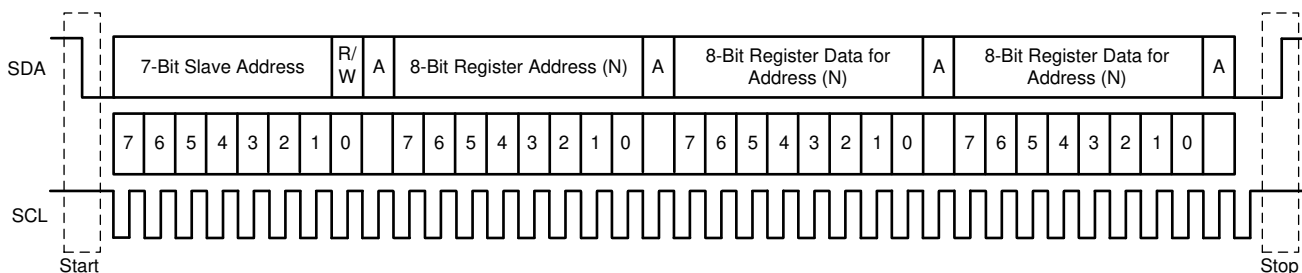 SDA
7-Bit Slave Address
R/
W
A
8-Bit Register Address (N)
A
8-Bit Register Data for
Address (N)
A
8-Bit Register Data for
Address (N)
A
7 6 5 4 3 2 1 0 7 6 5 4 3 2 1 0 7 6 5 4 3 2 1 0 7 6 5 4 3 2 1 0
SCL
Start
Stop